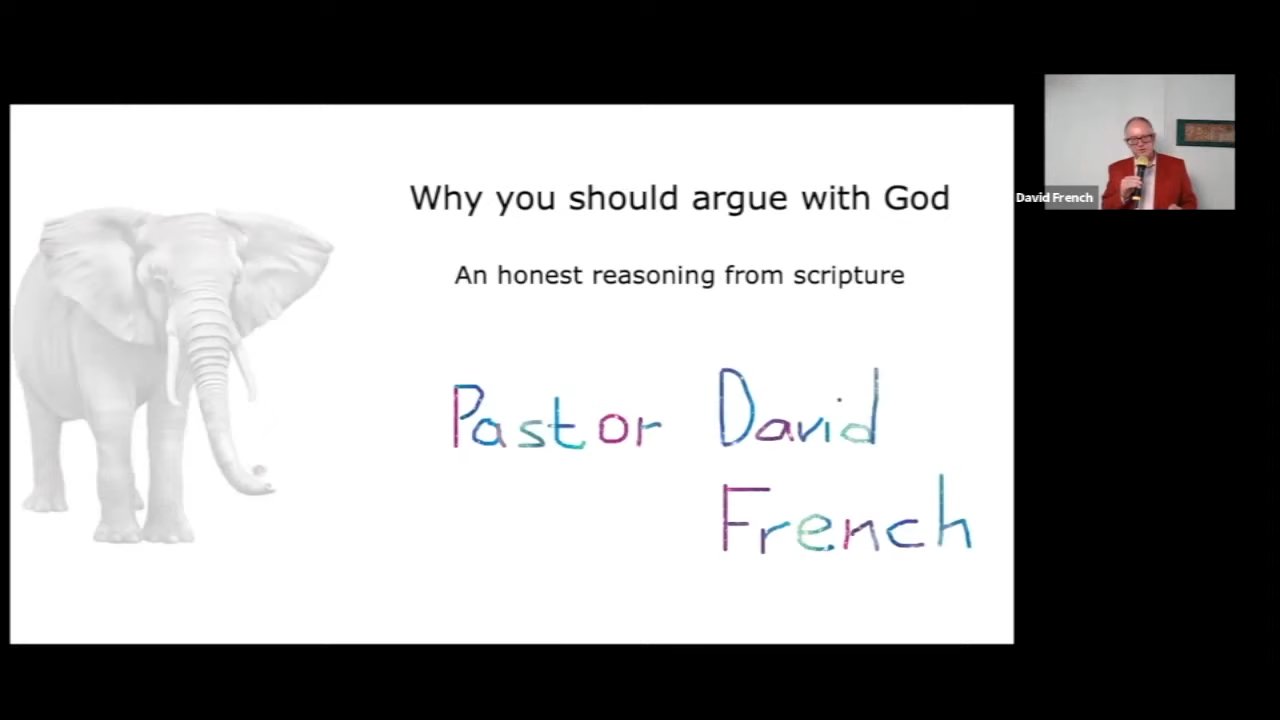 Why you should argue with God
An honest reasoning from scripture
Pastor David
French
David French